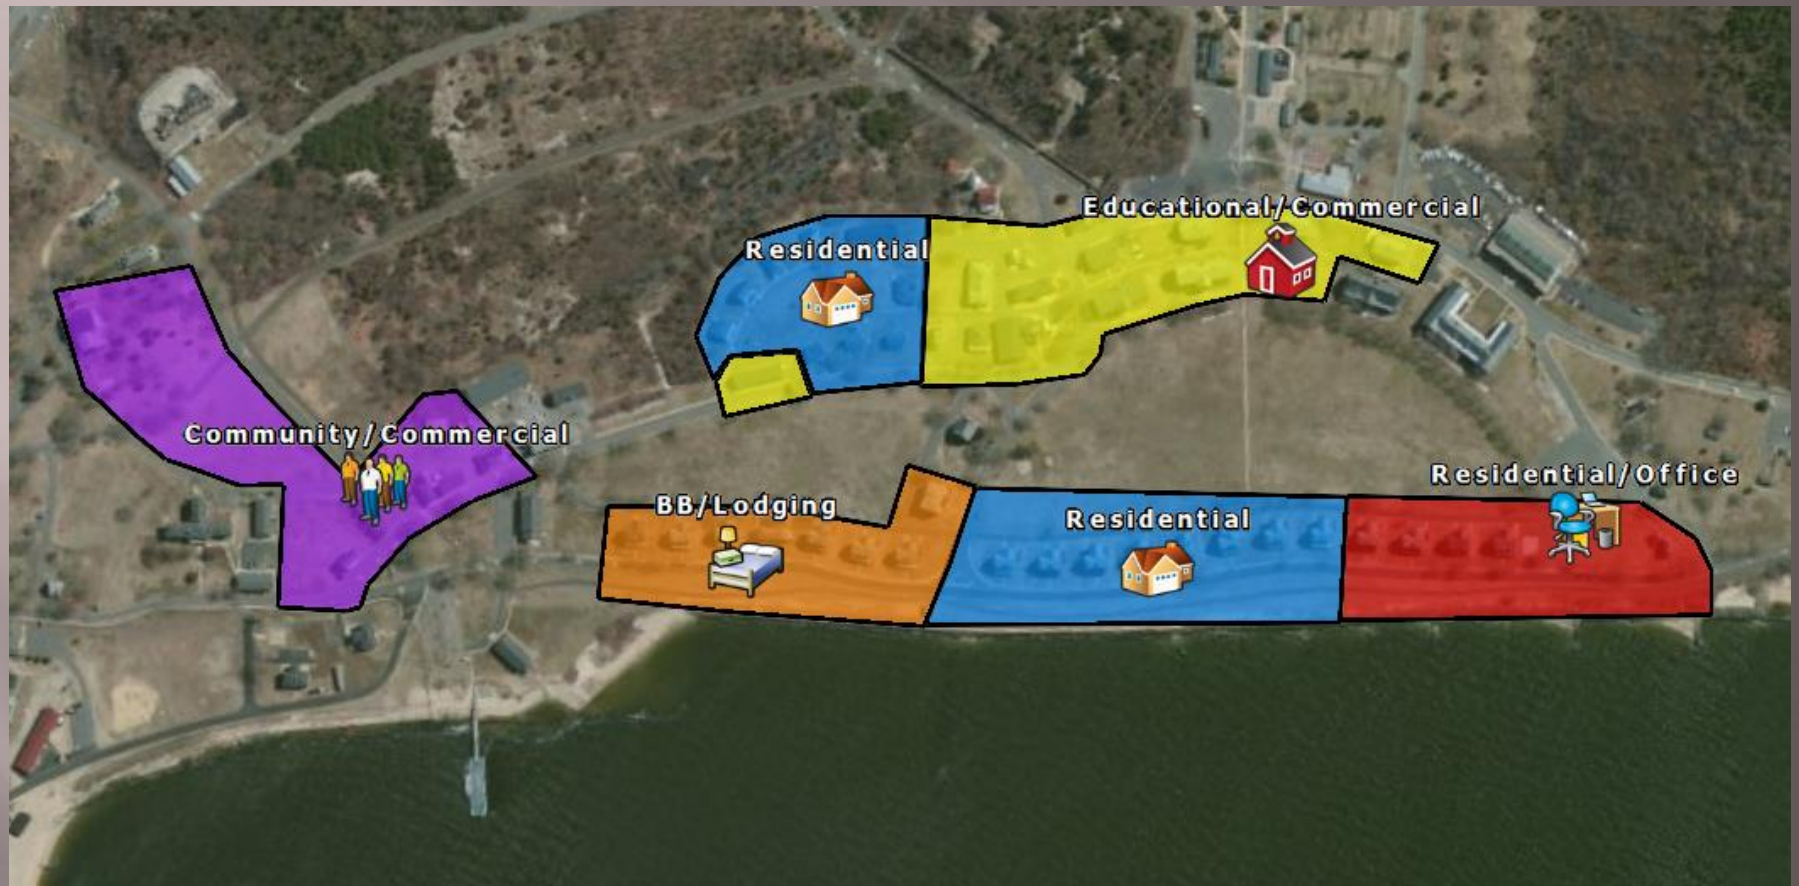 Educational/Commercial
Residential
Community/Commercial
Residential/Office
BB/Lodging
Residential